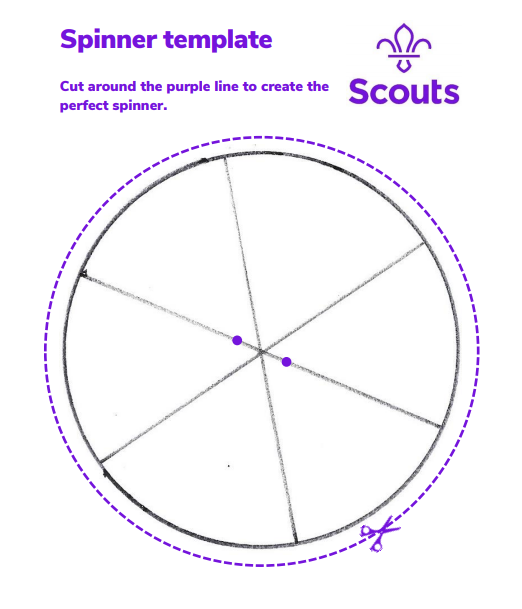 Spinner template
Scouts
Cut around the purple line to create the
perfect spinner.